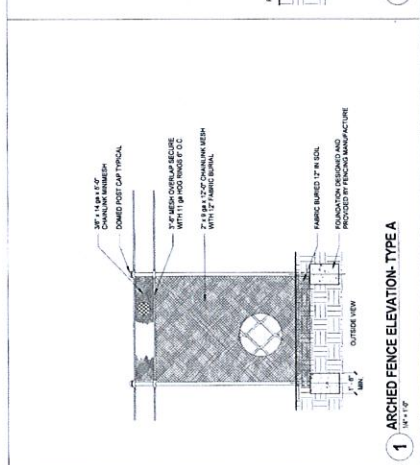 3/8" x 14 ga x 5'-0"
CHAINLINK MINIMESH
DOMED POST CAP TYPICAL
3'-6" MESH OVERLAP SECURE
WITH 11 ga HOG RINGS 6" O.C.
2" x 9 ga x 12'-0" CHAINLINK MESH
WITH 12" FABRIC BURIAL
FABRIC BURIED 12" IN SOIL
FOUNDATION DESIGNED AND
PROVIDED BY FENCING MANUFACTURE
OUTSIDE VIEW
MIN.
1 ARCHED FENCE ELEVATION- TYPE A
1/4" = 1'-0"